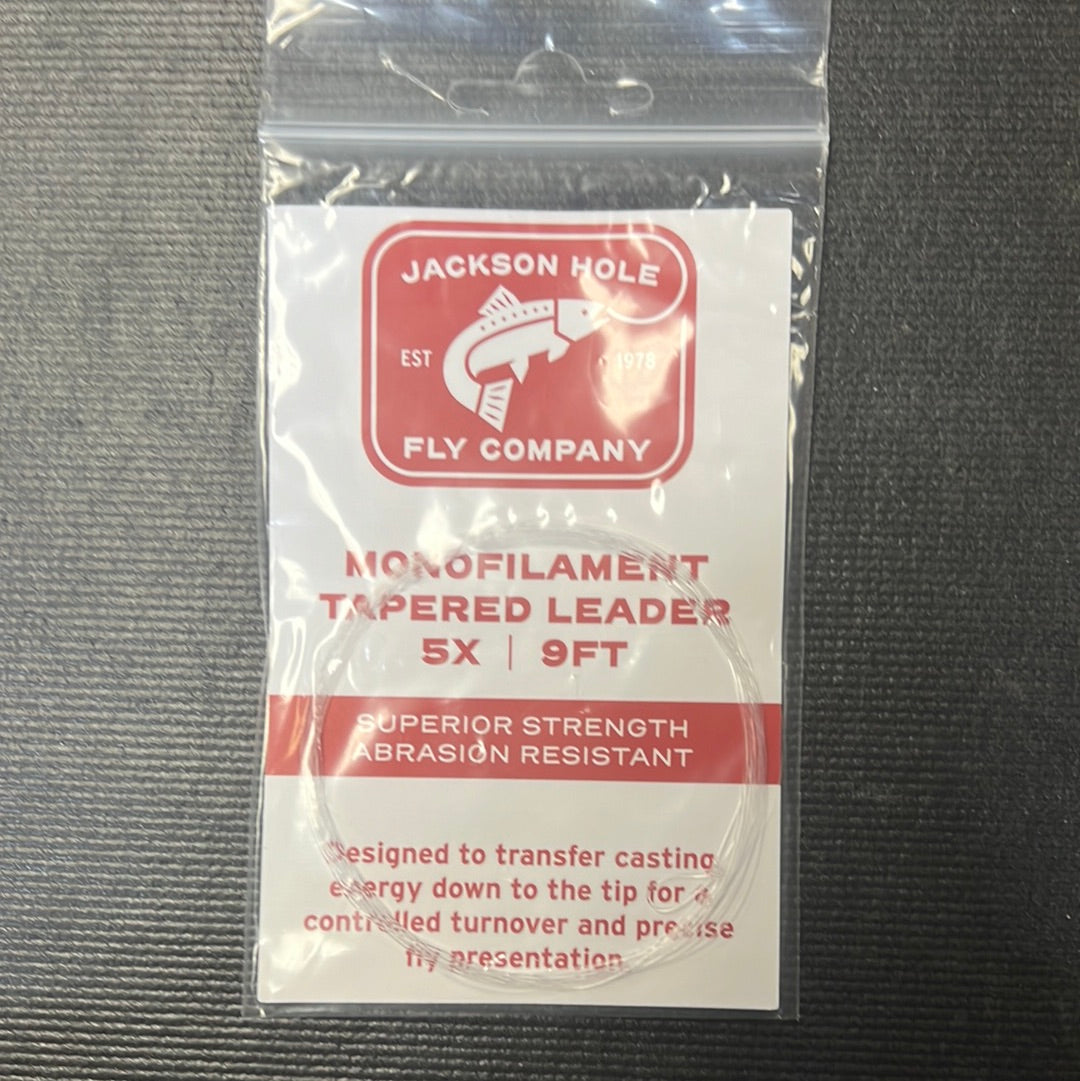 JACKSON HOLE
EST 1978
FLY COMPANY
MONOFILAMENT
TAPERED LEADER
5X | 9FT
SUPERIOR STRENGTH
ABRASION RESISTANT
Designed to transfer casting
energy down to the tip for a
controlled turnover and precise
fly presentation.